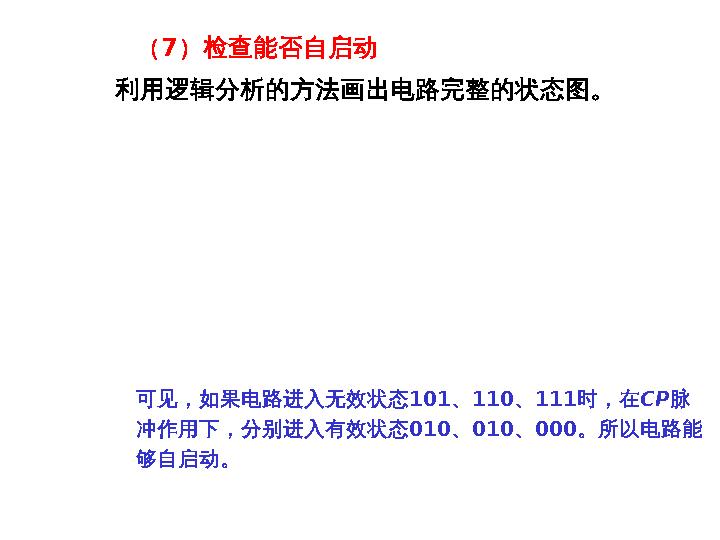 （7）检查能否自启动
利用逻辑分析的方法画出电路完整的状态图。
可见，如果电路进入无效状态101、110、111时，在CP脉
冲作用下，分别进入有效状态010、010、000。所以电路能
够自启动。